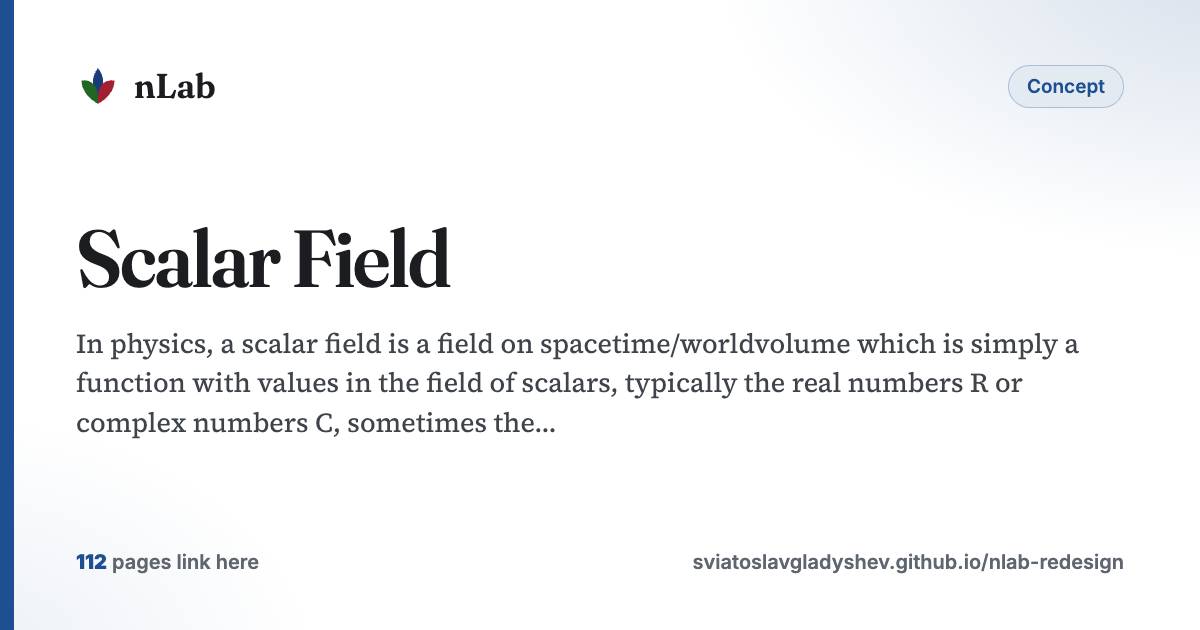 nLab
Concept
Scalar Field
In physics, a scalar field is a field on spacetime/worldvolume which is simply a
function with values in the field of scalars, typically the real numbers R or
complex numbers C, sometimes the...
112 pages link here
sviatoslavgladyshev.github.io/nlab-redesign